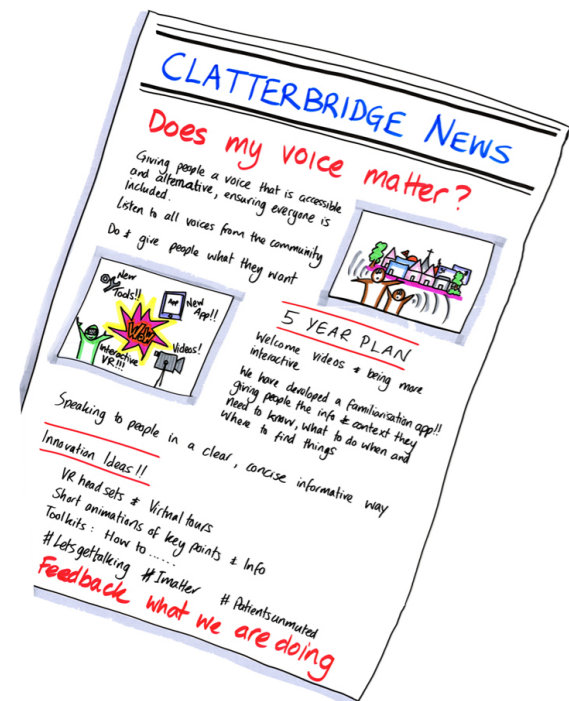 CLATTERBRIDGE NEWS
Does my voice matter?
Giving people a voice that is accessible
and alternative, ensuring everyone is
included.
Listen to all voices from the community
Do & give people what they want
New
Tools!!
App
New
App!!
WOW
Interactive
VR!!!
Videos!
5 YEAR PLAN
Welcome videos & being more
interactive
We have developed a familiarisation app!!
giving people the info & context they
need to know, what to do when and
where to find things
Speaking to people in a clear, concise informative way
Innovation Ideas!!
VR head sets & Virtual tours
Short animations of key points & Info
Toolkits: How to ......
#Letsgettalking #Imatter #Patientsunmuted
Feedback what we are doing